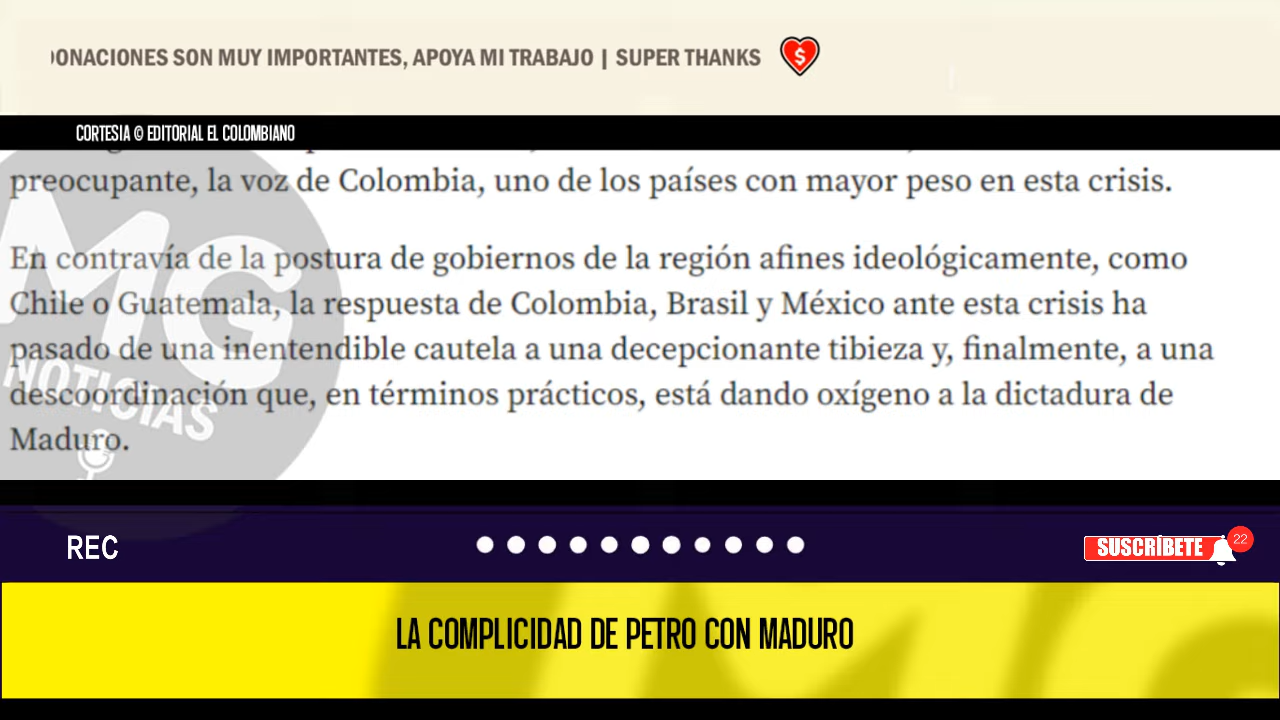 DONACIONES SON MUY IMPORTANTES, APOYA MI TRABAJO | SUPER THANKS
CORTESIA © EDITORIAL EL COLOMBIANO
preocupante, la voz de Colombia, uno de los países con mayor peso en esta crisis.
En contravía de la postura de gobiernos de la región afines ideológicamente, como
Chile o Guatemala, la respuesta de Colombia, Brasil y México ante esta crisis ha
pasado de una inentendible cautela a una decepcionante tibieza y, finalmente, a una
descoordinación que, en términos prácticos, está dando oxígeno a la dictadura de
Maduro.
MG
NOTICIAS
REC
SUSCRÍBETE
22
LA COMPLICIDAD DE PETRO CON MADURO